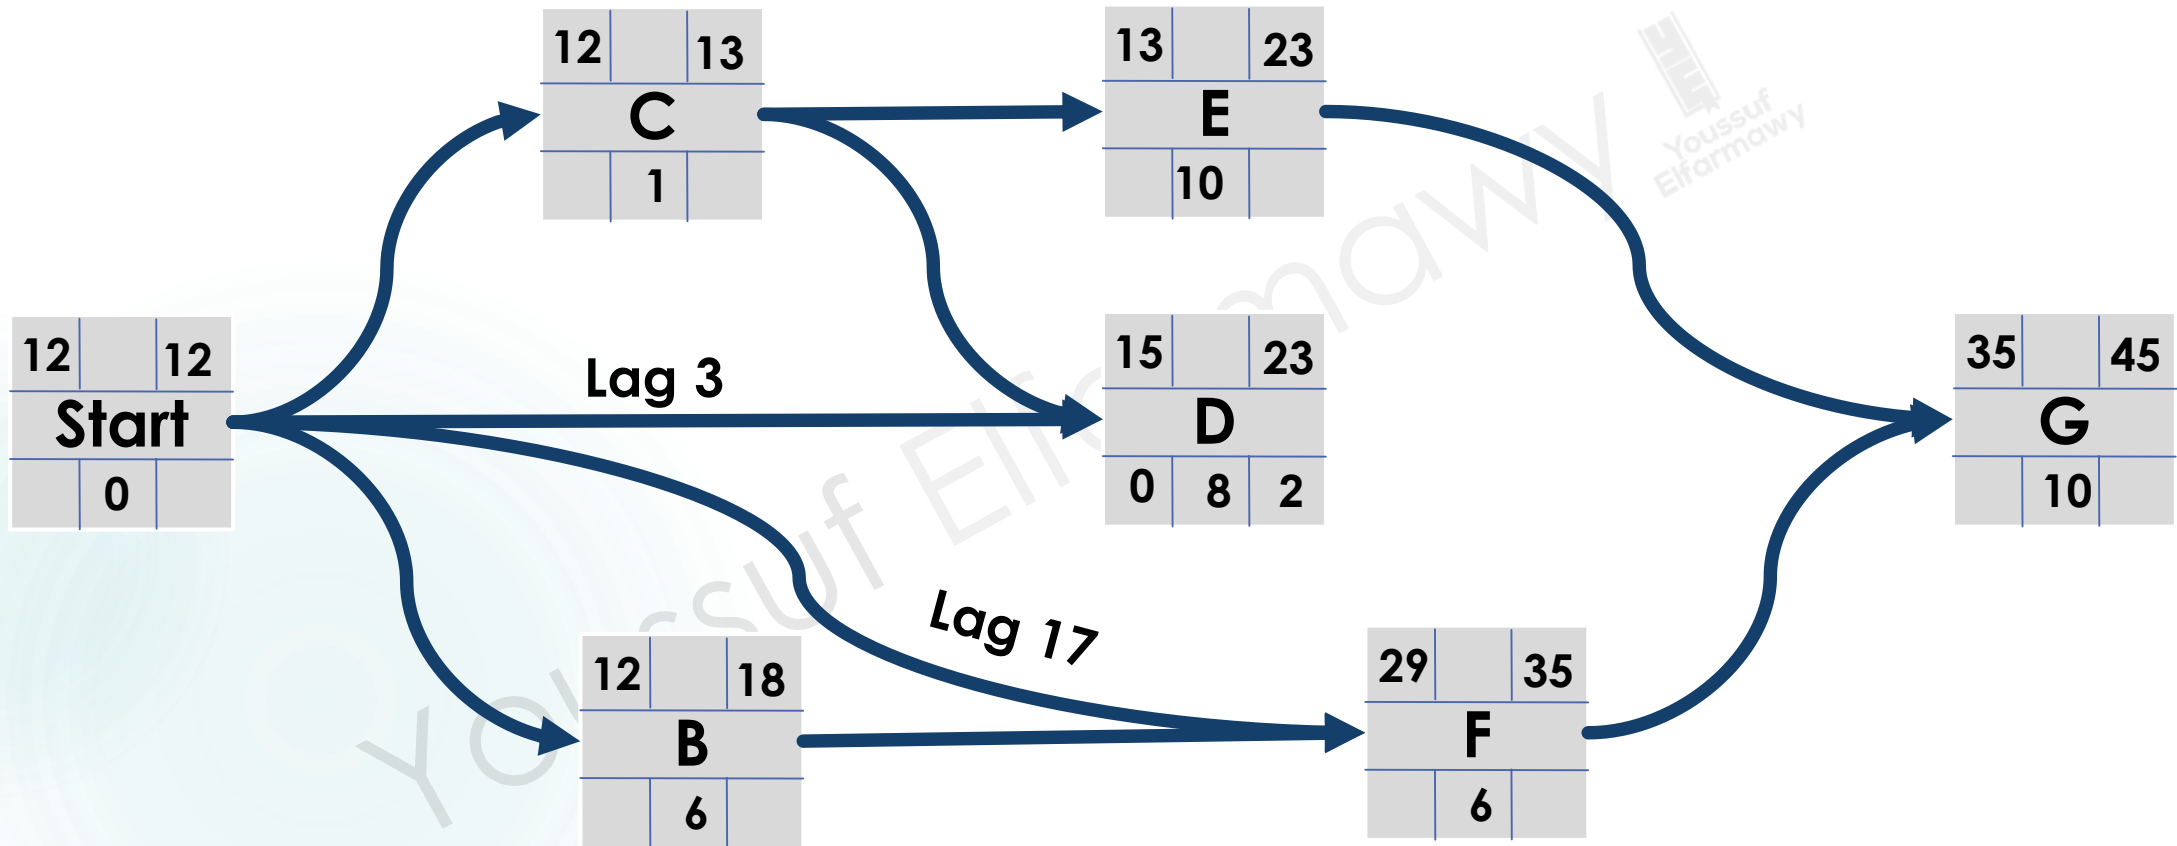 12 13
C
1
13 23
E
10
Youssuf
Elfarmawy
12 12
Start
0
Lag 3
15 23
D
0 8 2
35 45
G
10
Lag 17
12 18
B
6
29 35
F
6
Youssuf Elfarmawy